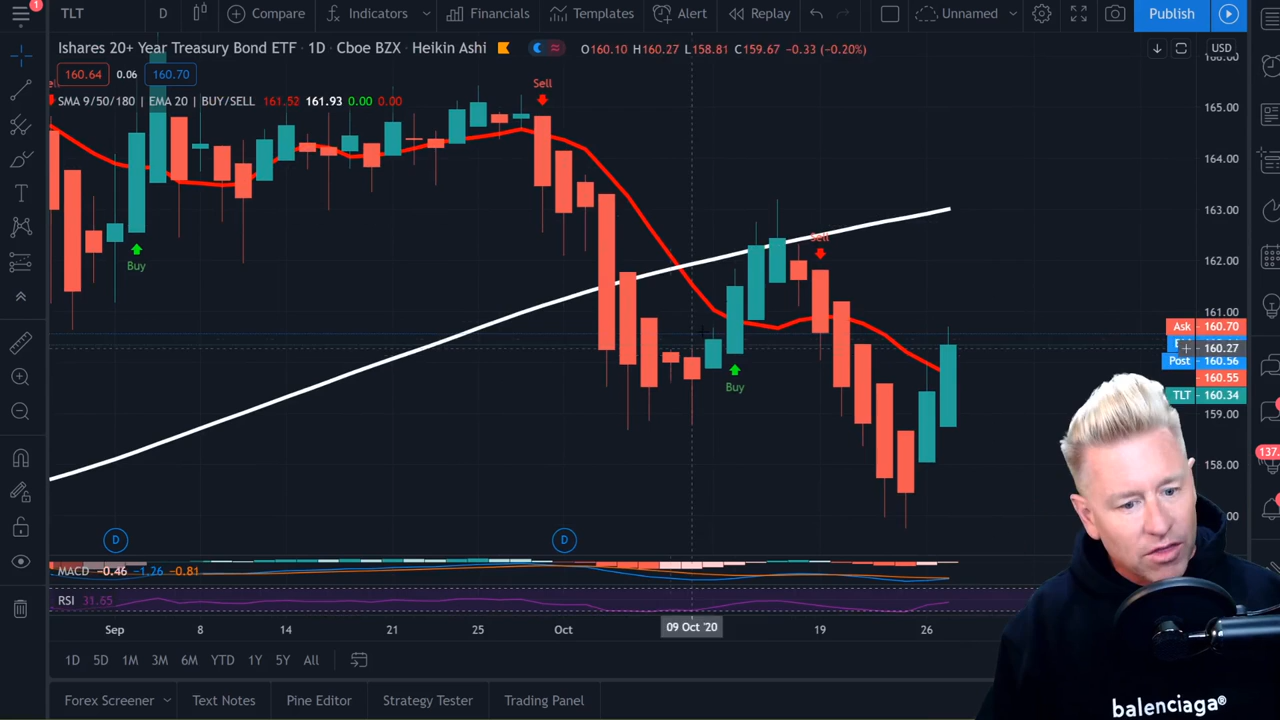 1
TLT D Compare Indicators Financials Templates Alert Replay Unnamed Publish
Ishares 20+ Year Treasury Bond ETF • 1D • Cboe BZX • Heikin Ashi O160.10 H160.27 L158.81 C159.67 -0.33 (-0.20%) USD
160.64 0.06 160.70
SMA 9/50/180 | EMA 20 | BUY/SELL 161.52 161.93 0.00 0.00
Sell
Sell
Buy
Buy
165.00
164.00
163.00
162.00
161.00
Ask 160.70
160.27
Post 160.56
160.55
TLT 160.34
159.00
158.00
137.
D D
MACD -0.46 -1.26 -0.81
RSI 31.65
Sep 8 14 21 25 Oct 09 Oct '20 19 26
1D 5D 1M 3M 6M YTD 1Y 5Y All
Forex Screener Text Notes Pine Editor Strategy Tester Trading Panel
balenciaga®